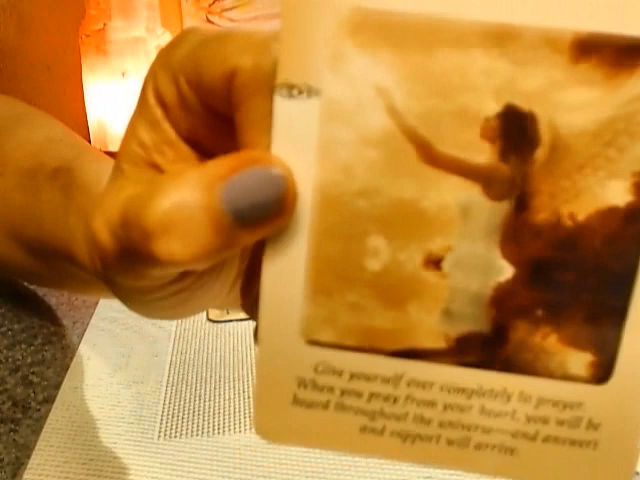 Give yourself over completely to prayer.
When you pray from your heart, you will be
heard throughout the universe—and answers
and support will arrive.